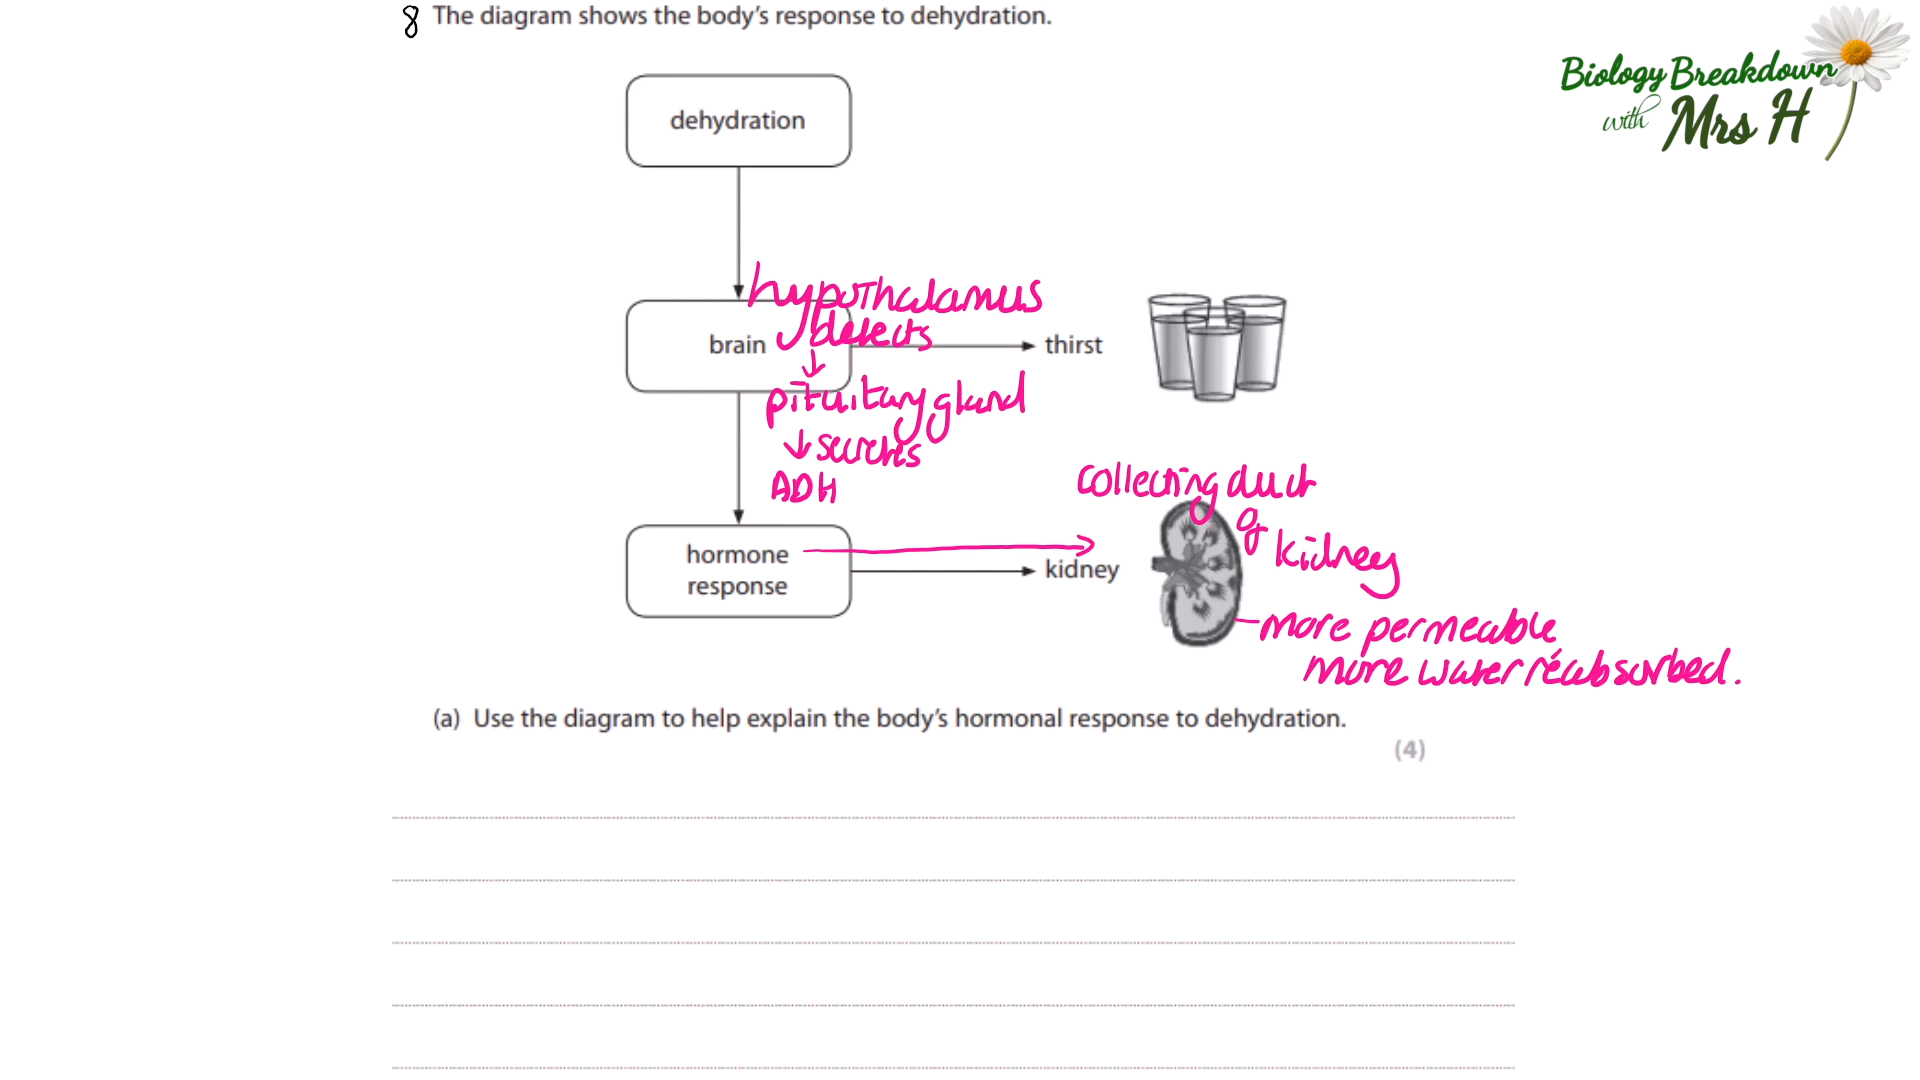 8 The diagram shows the body's response to dehydration.
Biology Breakdown
with Mrs H
dehydration
hypothalamus
detects
brain
thirst
pituitary gland
secretes
ADH
collecting duct
of
kidney
hormone
response
kidney
more permeable
more water reabsorbed.
(a) Use the diagram to help explain the body's hormonal response to dehydration.
(4)